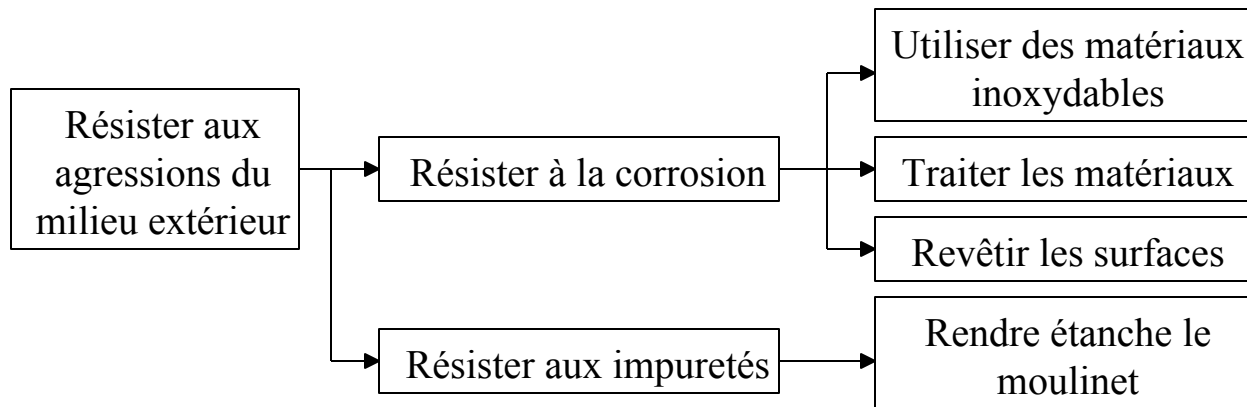 Résister aux
agressions du
milieu extérieur
Résister à la corrosion
Utiliser des matériaux
inoxydables
Traiter les matériaux
Revêtir les surfaces
Résister aux impuretés
Rendre étanche le
moulinet